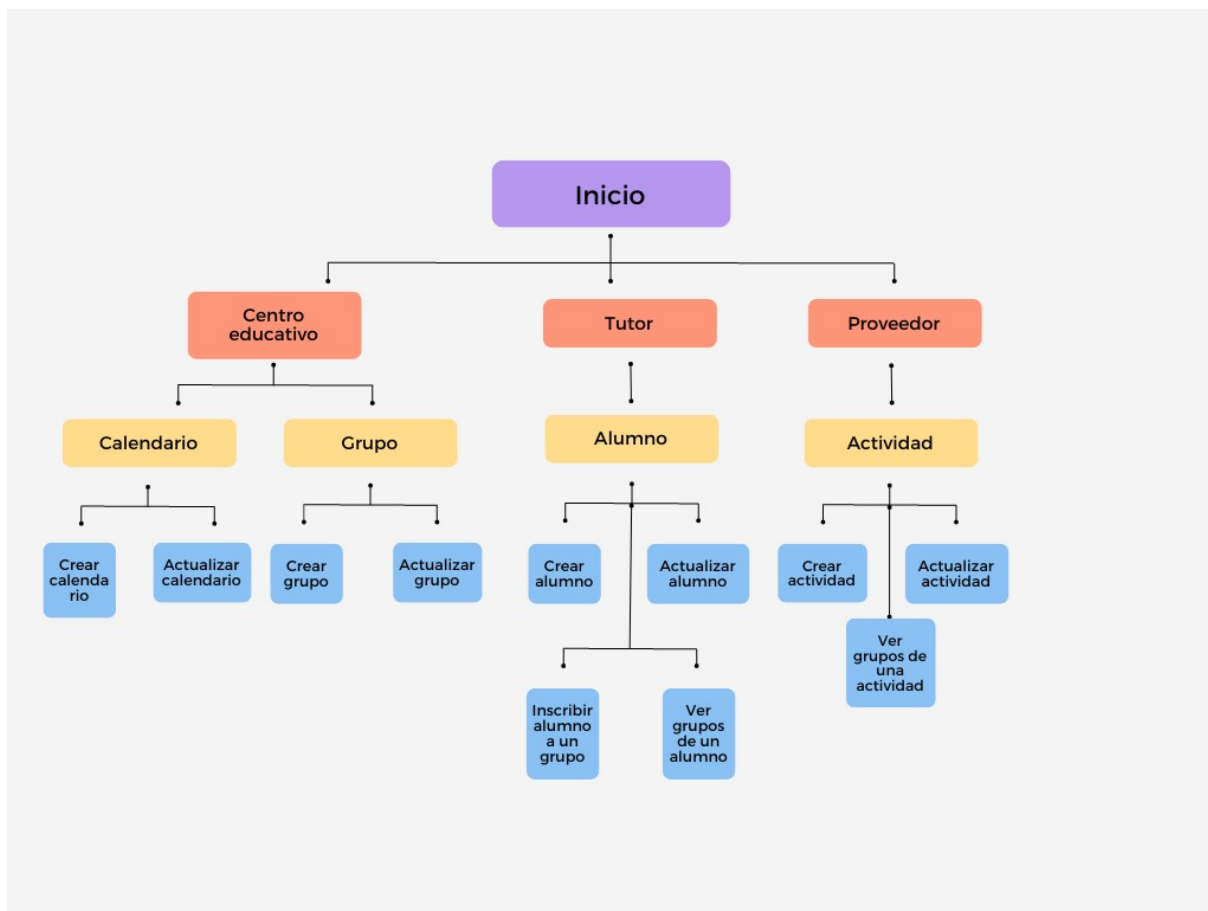 Inicio
Centro
educativo
Tutor
Proveedor
Calendario
Grupo
Alumno
Actividad
Crear
calenda
rio
Actualizar
calendario
Crear
grupo
Actualizar
grupo
Crear
alumno
Actualizar
alumno
Crear
actividad
Actualizar
actividad
Ver
grupos de
una
actividad
Inscribir
alumno
a un
grupo
Ver
grupos
de un
alumno